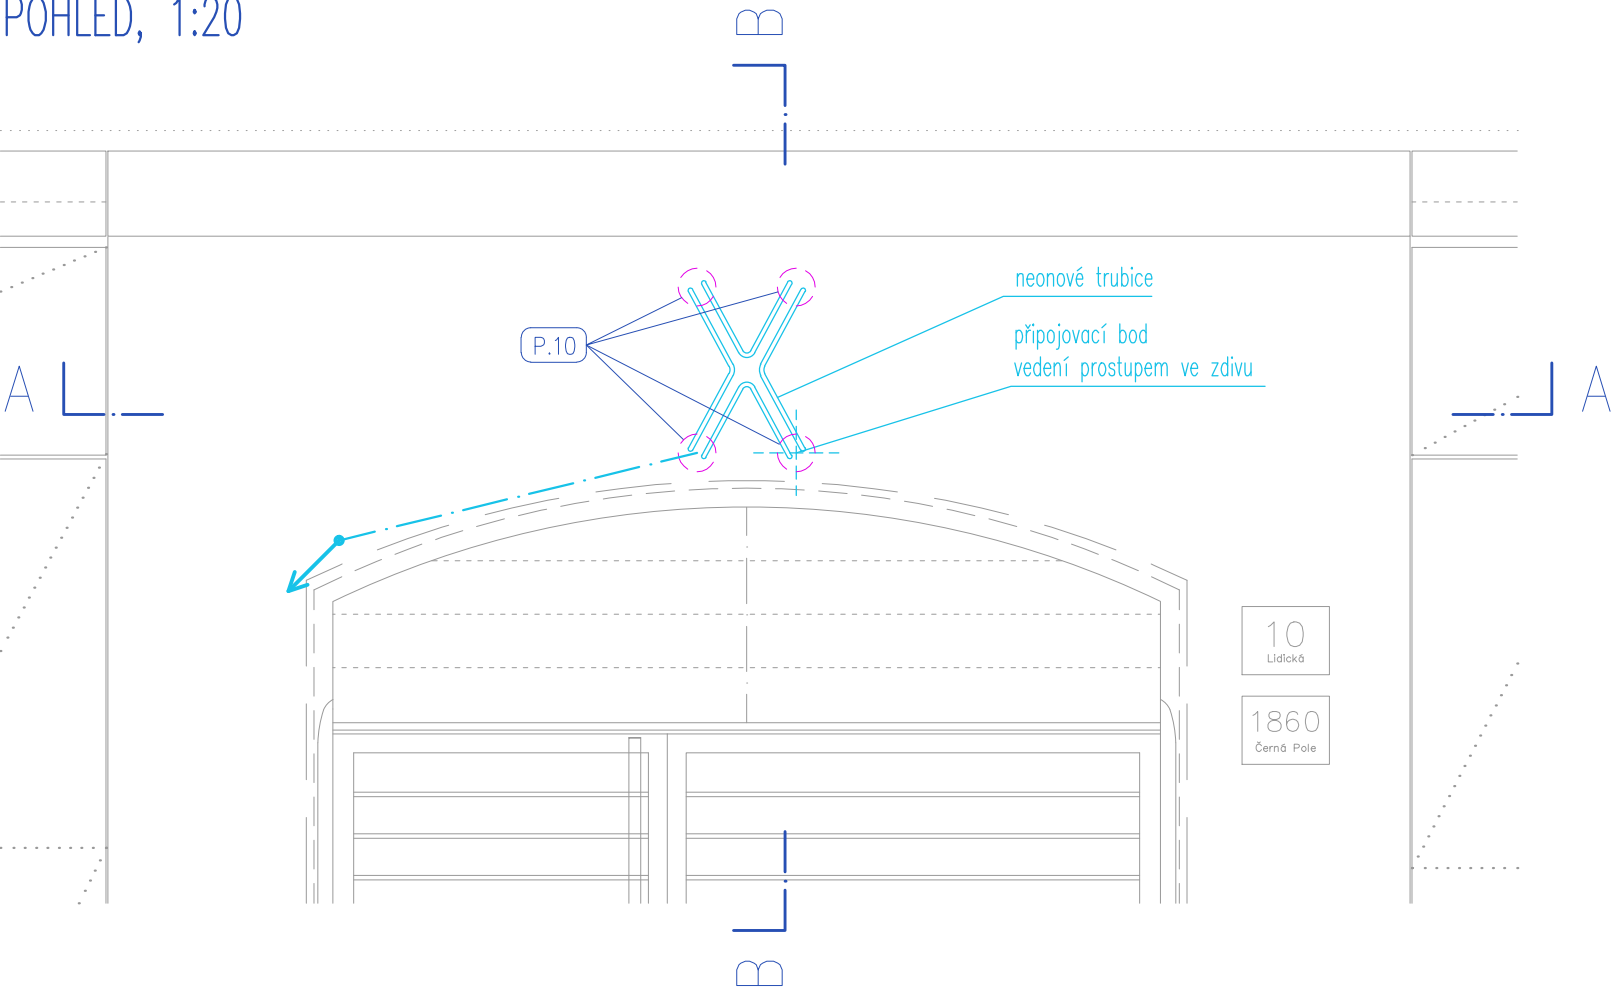 POHLED, 1:20
B
neonové trubice
připojovací bod
vedení prostupem ve zdivu
P.10
A
A
10
Lidická
1860
Černá Pole
B